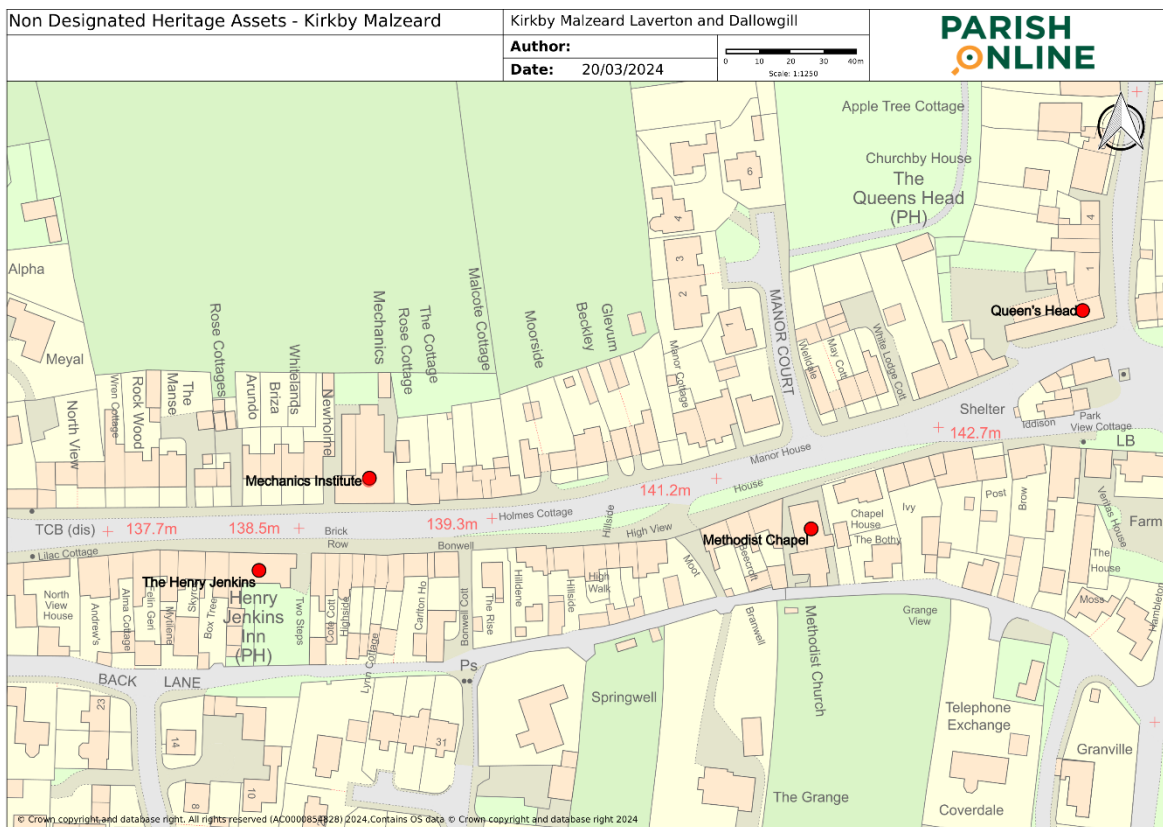 Non Designated Heritage Assets - Kirkby Malzeard
Kirkby Malzeard Laverton and Dallowgill
Author:
Date: 20/03/2024
0 10 20 30 40m
Scale: 1:1250
PARISH
ONLINE
Apple Tree Cottage
Churchby House
The
Queens Head
(PH)
6
4
3
2
1
4
1
Queen's Head
Alpha
Meyal
North View
Wren Cottage
Rock Wood
The
Manse
Rose Cottages
Arundo
Briza
Whitelands
Newholme
Mechanics
Rose Cottage
The Cottage
Malcote Cottage
Moorside
Beckley
Glevum
Manor Cottage
MANOR COURT
Welldale
May Cott
White Lodge Cott
Shelter
142.7m
Iddison
Park
View Cottage
LB
Mechanics Institute
Manor House
141.2m
House
TCB (dis)
137.7m
138.5m
Brick
Row
139.3m
Holmes Cottage
Bonwell
Hillside
High View
Methodist Chapel
Chapel
House
The Bothy
Ivy
Post
Brow
Veritas House
Farm
The
House
Moss
Hambleton
Lilac Cottage
The Henry Jenkins
Henry
Jenkins
Inn
(PH)
North
View
House
Andrew's
Alma Cottage
Felin Geri
Mytilene
Skyro
Box Tree
Two Steps
Cote Cott
Highside
Lynn Cottage
Carlton Ho
Bonwell Cott
The Rise
Hilldene
Hillside
High
Walk
Moot
Beecroft
Branwell
Methodist Church
Grange
View
BACK LANE
Ps
Springwell
Telephone
Exchange
Granville
23
14
8
10
31
The Grange
Coverdale
© Crown copyright and database right. All rights reserved (AC0000854828) 2024.Contains OS data © Crown copyright and database right 2024